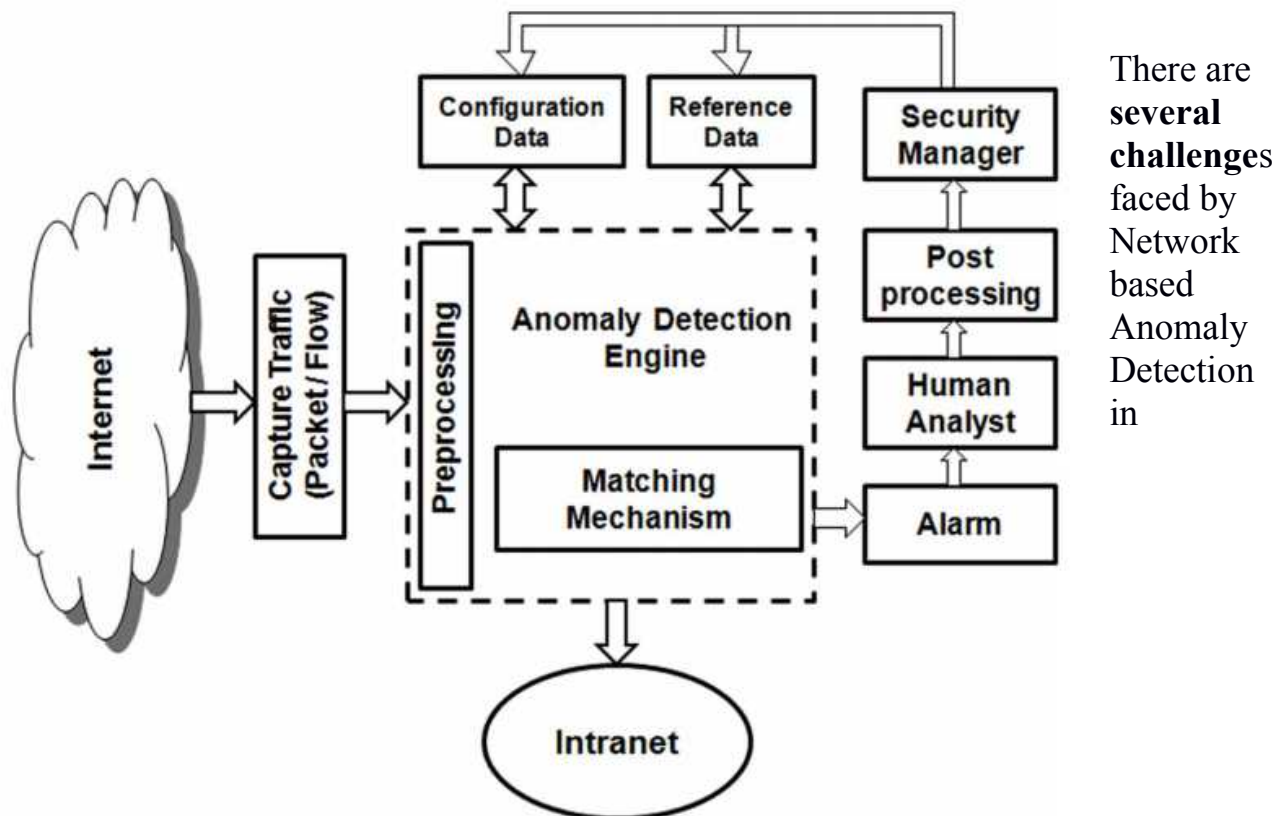 Internet
Capture Traffic
(Packet / Flow)
Configuration
Data
Reference
Data
Preprocessing
Anomaly Detection
Engine
Matching
Mechanism
Intranet
Security
Manager
Post
processing
Human
Analyst
Alarm
There are
several
challenges
faced by
Network
based
Anomaly
Detection
in